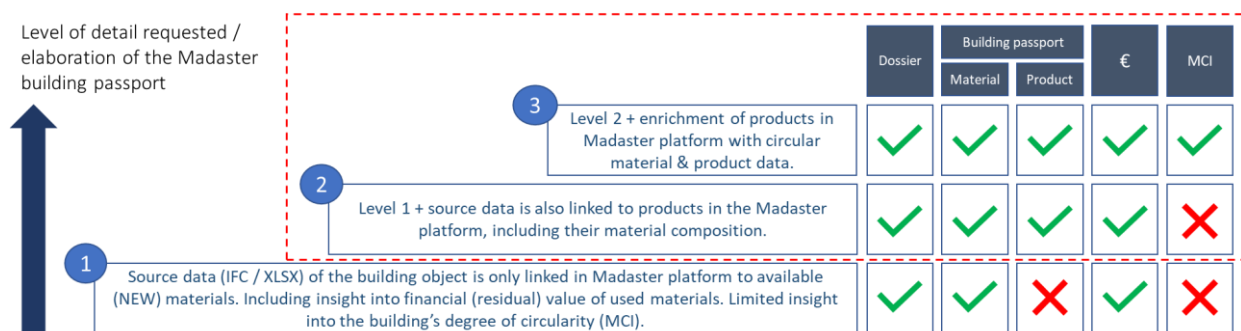 Level of detail requested /
elaboration of the Madaster
building passport
Dossier
Building passport
Material
Product
€
MCI
3
Level 2 + enrichment of products in
Madaster platform with circular
material & product data.
2
Level 1 + source data is also linked to products in the Madaster
platform, including their material composition.
1
Source data (IFC / XLSX) of the building object is only linked in Madaster platform to available
(NEW) materials. Including insight into financial (residual) value of used materials. Limited insight
into the building's degree of circularity (MCI).